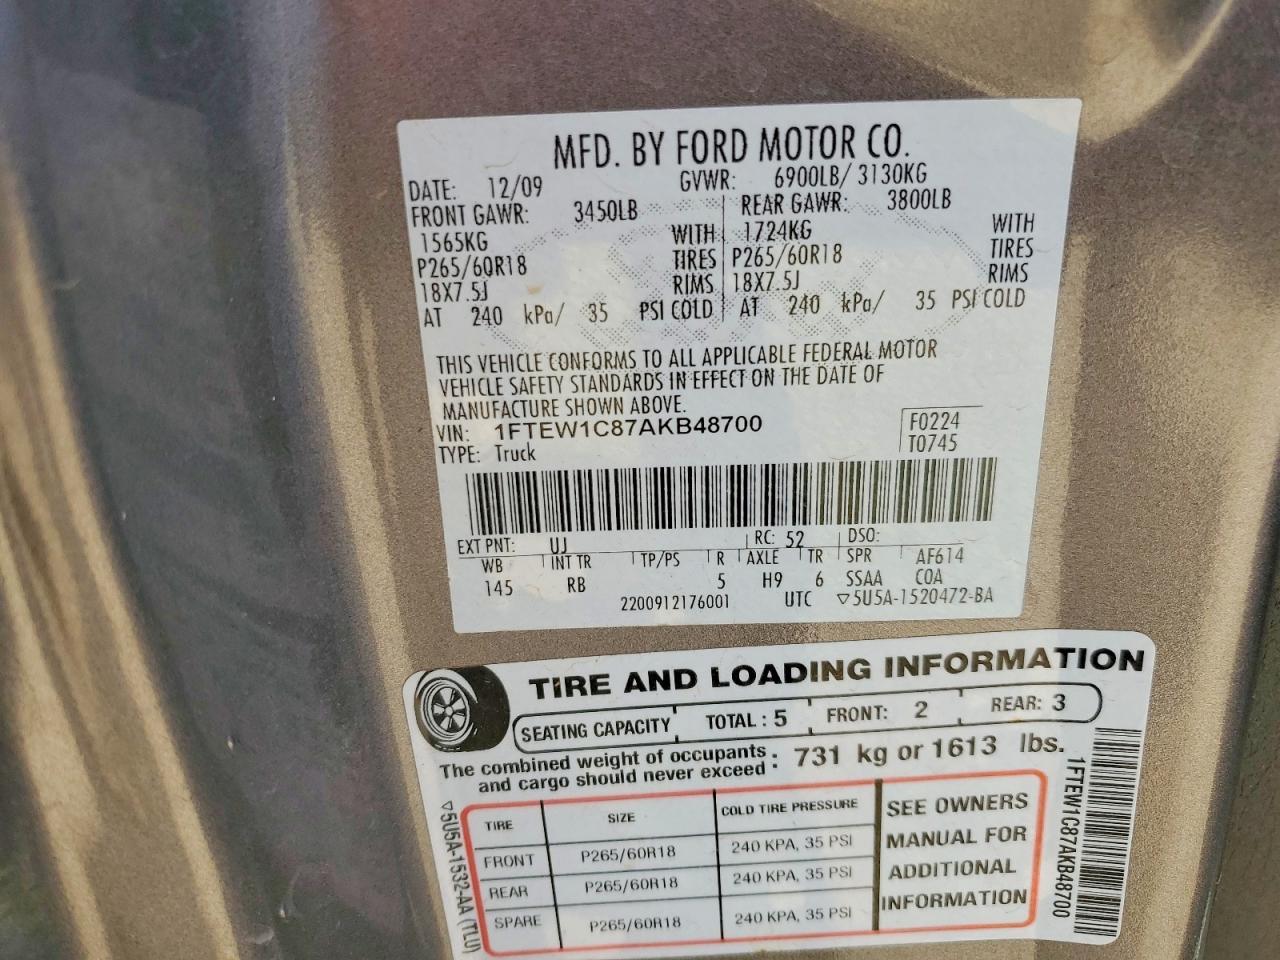 MFD. BY FORD MOTOR CO.
DATE: 12/09 GVWR: 6900LB/ 3130KG
FRONT GAWR: 3450LB REAR GAWR: 3800LB
1565KG WITH 1724KG WITH
P265/60R18 TIRES P265/60R18 TIRES
18X7.5J RIMS 18X7.5J RIMS
AT 240 kPa/ 35 PSI COLD AT 240 kPa/ 35 PSI COLD
THIS VEHICLE CONFORMS TO ALL APPLICABLE FEDERAL MOTOR
VEHICLE SAFETY STANDARDS IN EFFECT ON THE DATE OF
MANUFACTURE SHOWN ABOVE.
VIN: 1FTEW1C87AKB48700 F0224
TYPE: Truck T0745
EXT PNT: UJ RC: 52 DSO:
WB INT TR TP/PS R AXLE TR SPR AF614
145 RB 5 H9 6 SSAA COA
2200912176001 UTC ▽5U5A-1520472-BA
TIRE AND LOADING INFORMATION
SEATING CAPACITY TOTAL : 5 FRONT: 2 REAR: 3
The combined weight of occupants : 731 kg or 1613 lbs.
and cargo should never exceed :
TIRE SIZE COLD TIRE PRESSURE
FRONT P265/60R18 240 KPA, 35 PSI
REAR P265/60R18 240 KPA, 35 PSI
SPARE P265/60R18 240 KPA, 35 PSI
SEE OWNERS
MANUAL FOR
ADDITIONAL
INFORMATION
▽5U5A-1532-AA (TLU)
1FTEW1C87AKB48700